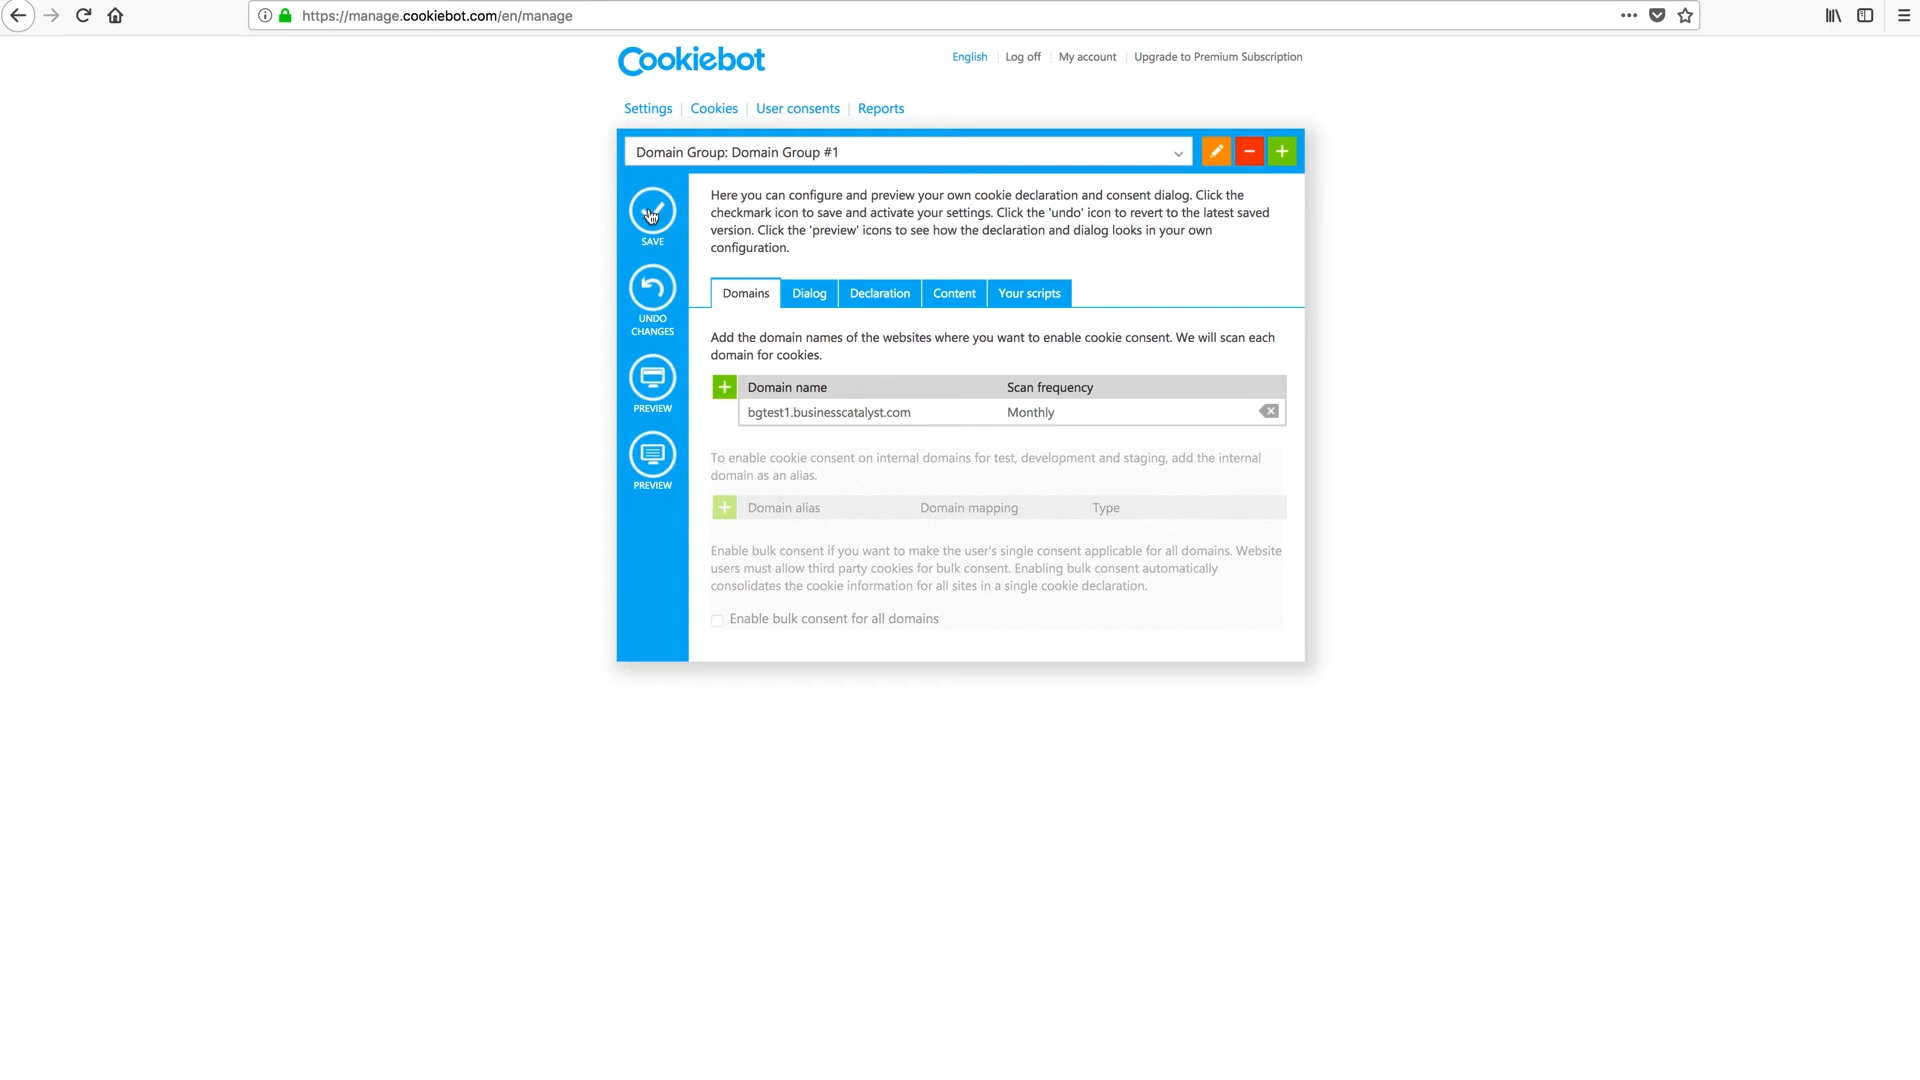 https://manage.cookiebot.com/en/manage
Cookiebot
English
Log off
My account
Upgrade to Premium Subscription
Settings
Cookies
User consents
Reports
Domain Group: Domain Group #1
SAVE
UNDO
CHANGES
PREVIEW
PREVIEW
Here you can configure and preview your own cookie declaration and consent dialog. Click the
checkmark icon to save and activate your settings. Click the 'undo' icon to revert to the latest saved
version. Click the 'preview' icons to see how the declaration and dialog looks in your own
configuration.
Domains
Dialog
Declaration
Content
Your scripts
Add the domain names of the websites where you want to enable cookie consent. We will scan each
domain for cookies.
Domain name
Scan frequency
bgtest1.businesscatalyst.com
Monthly
To enable cookie consent on internal domains for test, development and staging, add the internal
domain as an alias.
Domain alias
Domain mapping
Type
Enable bulk consent if you want to make the user's single consent applicable for all domains. Website
users must allow third party cookies for bulk consent. Enabling bulk consent automatically
consolidates the cookie information for all sites in a single cookie declaration.
Enable bulk consent for all domains